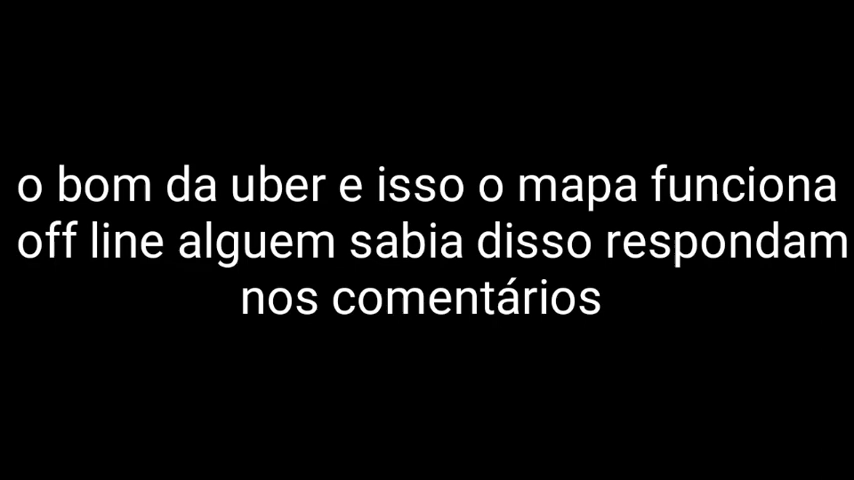 o bom da uber e isso o mapa funciona
off line alguem sabia disso respondam
nos comentários